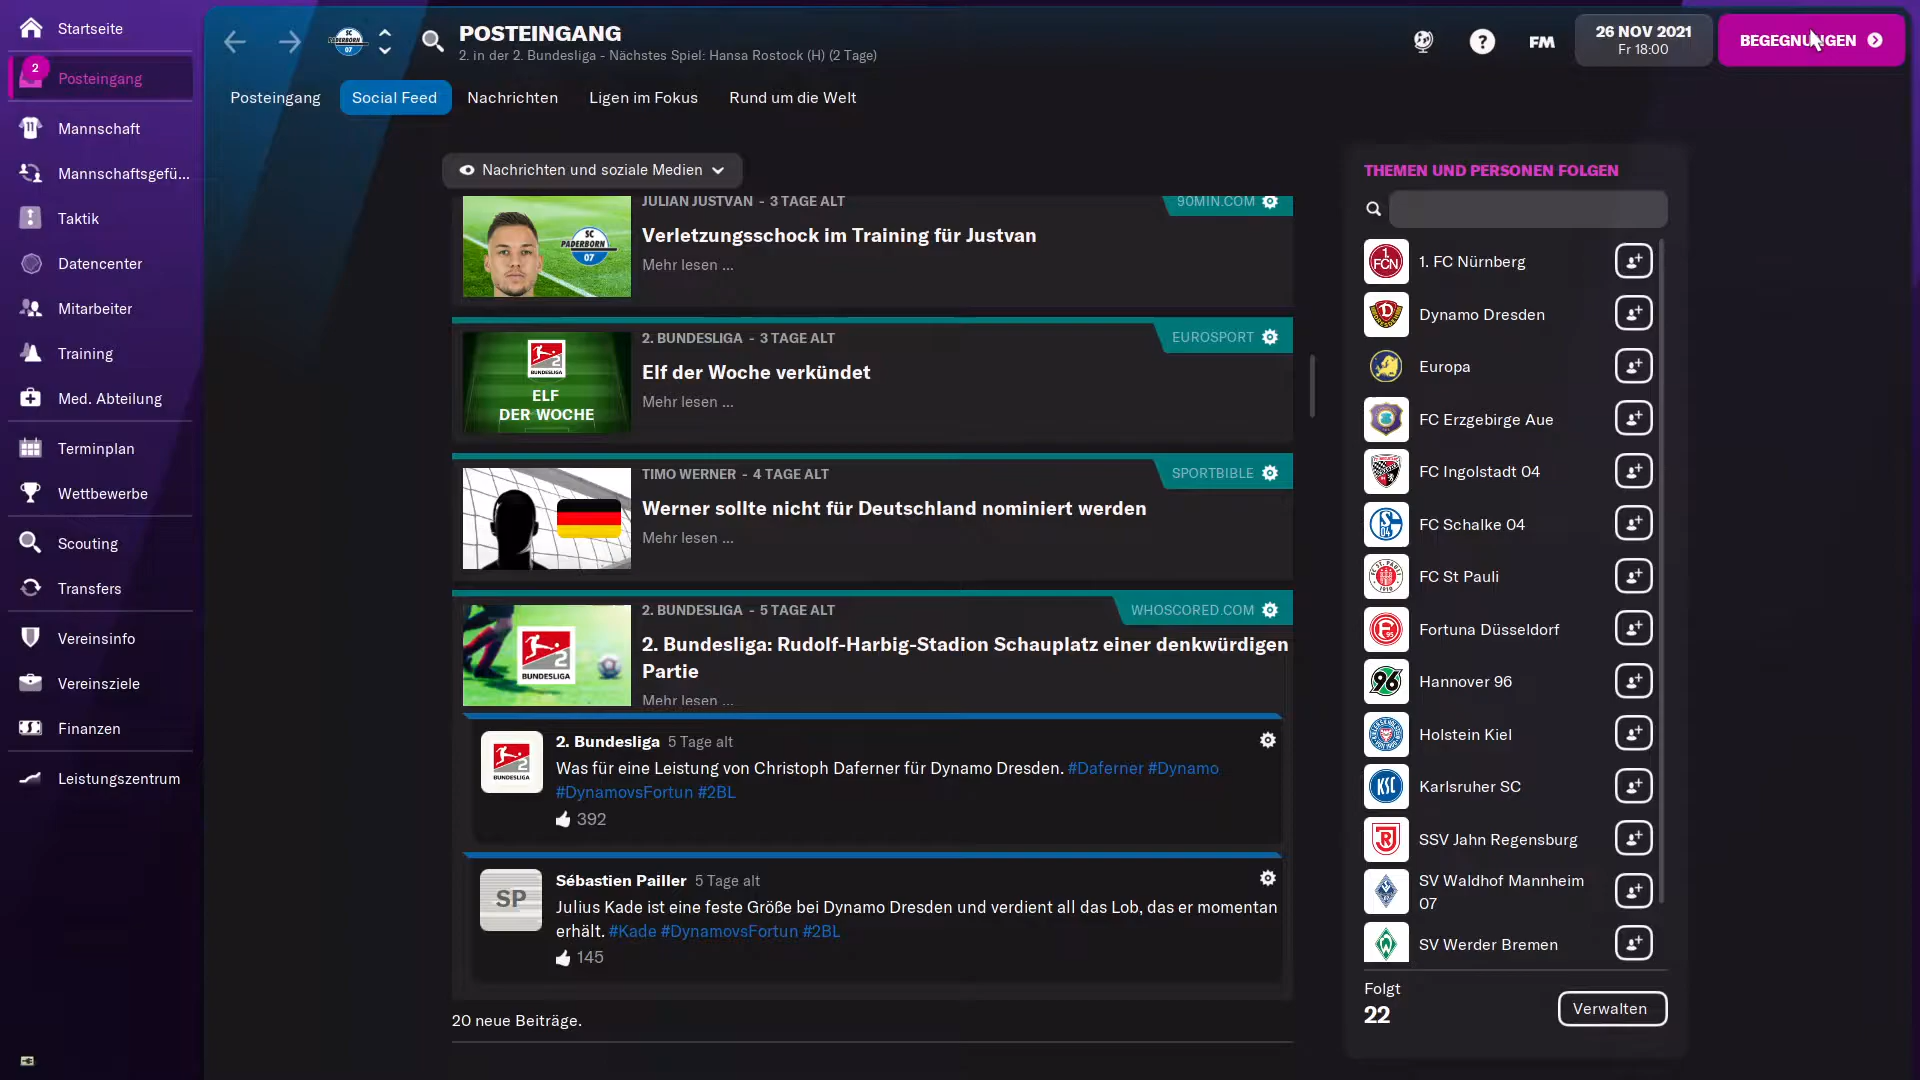 Startseite
2
Posteingang
Mannschaft
Mannschaftsgefü...
Taktik
Datencenter
Mitarbeiter
Training
Med. Abteilung
Terminplan
Wettbewerbe
Scouting
Transfers
Vereinsinfo
Vereinsziele
Finanzen
Leistungszentrum
POSTEINGANG
2. in der 2. Bundesliga - Nächstes Spiel: Hansa Rostock (H) (2 Tage)
FM
26 NOV 2021
Fr 18:00
BEGEGNUNGEN
Posteingang
Social Feed
Nachrichten
Ligen im Fokus
Rund um die Welt
Nachrichten und soziale Medien
JULIAN JUSTVAN - 3 TAGE ALT
90MIN.COM
SC
PADERBORN
07
Verletzungsschock im Training für Justvan
Mehr lesen ...
2. BUNDESLIGA - 3 TAGE ALT
EUROSPORT
BUNDESLIGA
ELF
DER WOCHE
Elf der Woche verkündet
Mehr lesen ...
TIMO WERNER - 4 TAGE ALT
SPORTBIBLE
Werner sollte nicht für Deutschland nominiert werden
Mehr lesen ...
2. BUNDESLIGA - 5 TAGE ALT
WHOSCORED.COM
BUNDESLIGA
2. Bundesliga: Rudolf-Harbig-Stadion Schauplatz einer denkwürdigen
Partie
Mehr lesen ...
BUNDESLIGA
2. Bundesliga 5 Tage alt
Was für eine Leistung von Christoph Daferner für Dynamo Dresden. #Daferner #Dynamo
#DynamovsFortun #2BL
392
SP
Sébastien Pailler 5 Tage alt
Julius Kade ist eine feste Größe bei Dynamo Dresden und verdient all das Lob, das er momentan
erhält. #Kade #DynamovsFortun #2BL
145
20 neue Beiträge.
THEMEN UND PERSONEN FOLGEN
1. FC Nürnberg
Dynamo Dresden
Europa
FC Erzgebirge Aue
FC Ingolstadt 04
FC Schalke 04
FC St Pauli
Fortuna Düsseldorf
Hannover 96
Holstein Kiel
Karlsruher SC
SSV Jahn Regensburg
SV Waldhof Mannheim
07
SV Werder Bremen
Folgt
22
Verwalten